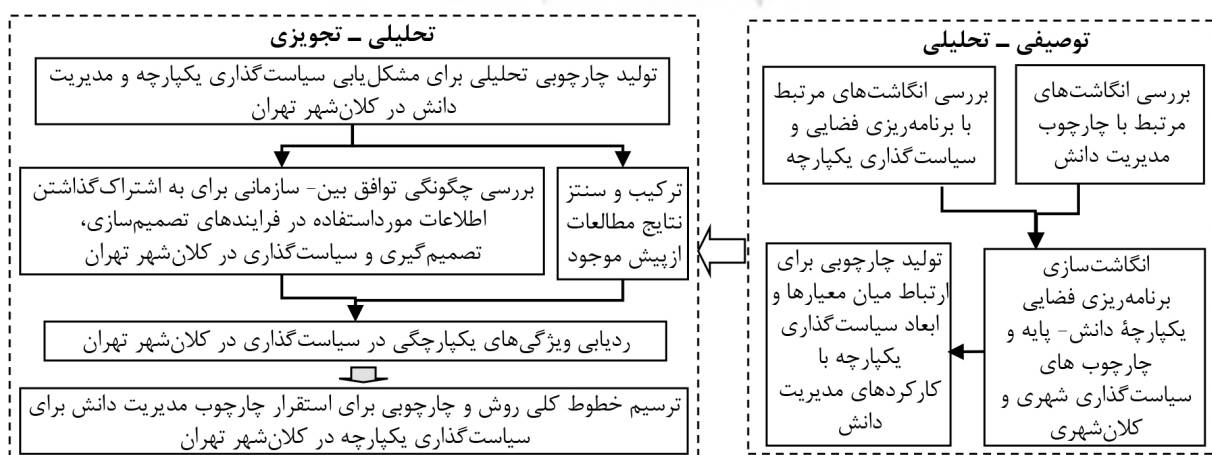 توصیفی – تحلیلی
بررسی انگاشت‌های
مرتبط با چارچوب
مدیریت دانش
بررسی انگاشت‌های مرتبط
با برنامه‌ریزی فضایی و
سیاست‌گذاری یکپارچه
انگاشت‌سازی
برنامه‌ریزی فضایی
یکپارچهٔ دانش- پایه و
چارچوب های
سیاست‌گذاری شهری و
کلان‌شهری
تولید چارچوبی برای
ارتباط میان معیارها و
ابعاد سیاست‌گذاری
یکپارچه با
کارکردهای مدیریت
دانش
تحلیلی – تجویزی
تولید چارچوبی تحلیلی برای مشکل‌یابی سیاست‌گذاری یکپارچه و مدیریت
دانش در کلان‌شهر تهران
ترکیب و سنتز
نتایج مطالعات
ازپیش موجود
بررسی چگونگی توافق بین- سازمانی برای به اشتراک‌گذاشتن
اطلاعات مورداستفاده در فرایندهای تصمیم‌سازی،
تصمیم‌گیری و سیاست‌گذاری در کلان‌شهر تهران
ردیابی ویژگی‌های یکپارچگی در سیاست‌گذاری در کلان‌شهر تهران
ترسیم خطوط کلی روش و چارچوبی برای استقرار چارچوب مدیریت دانش برای
سیاست‌گذاری یکپارچه در کلان‌شهر تهران